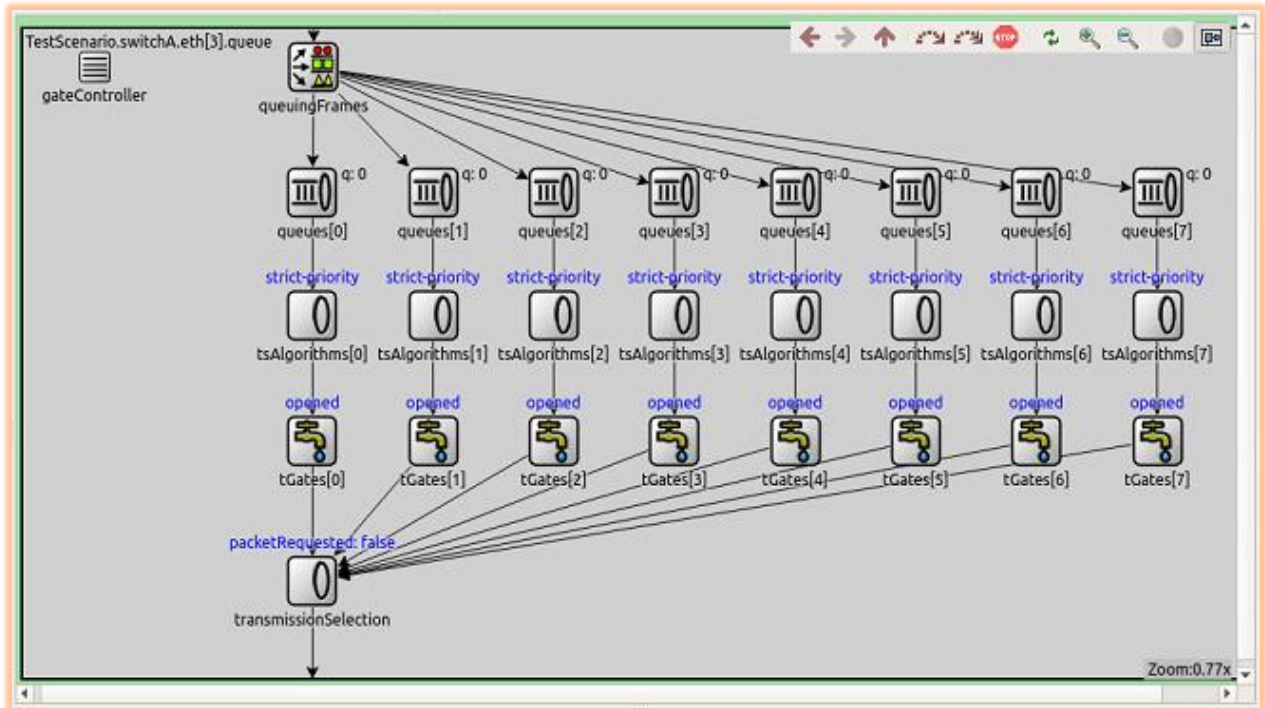 TestScenario.switchA.eth[3].queue
STOP
gateController
queuingFrames
q: 0 q: 0 q: 0 q: 0 q: 0 q: 0 q: 0 q: 0
queues[0] queues[1] queues[2] queues[3] queues[4] queues[5] queues[6] queues[7]
strict-priority strict-priority strict-priority strict-priority strict-priority strict-priority strict-priority strict-priority
tsAlgorithms[0] tsAlgorithms[1] tsAlgorithms[2] tsAlgorithms[3] tsAlgorithms[4] tsAlgorithms[5] tsAlgorithms[6] tsAlgorithms[7]
opened opened opened opened opened opened opened opened
tGates[0] tGates[1] tGates[2] tGates[3] tGates[4] tGates[5] tGates[6] tGates[7]
packetRequested: false
transmissionSelection
Zoom:0.77x